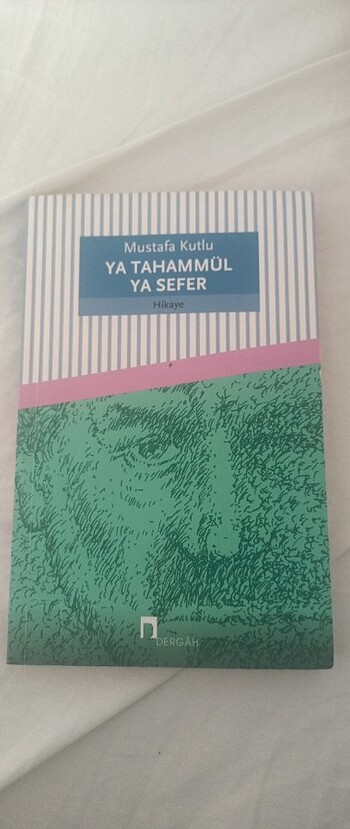 Mustafa Kutlu
YA TAHAMMÜL
YA SEFER
Hikaye
DERGÂH